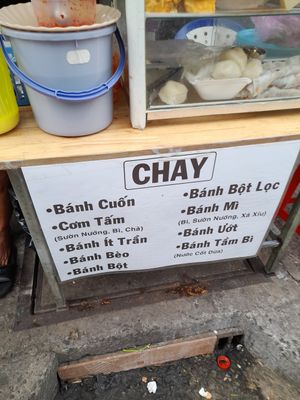 CHAY
•Bánh Cuốn
•Cơm Tấm
(Sườn Nướng, Bì, Chả)
•Bánh Ít Trần
•Bánh Bèo
•Bánh Bột
•Bánh Bột Lọc
•Bánh Mì
(Bì, Sườn Nướng, Xá Xíu)
•Bánh Ướt
•Bánh Tầm Bì
(Nước Cốt Dừa)